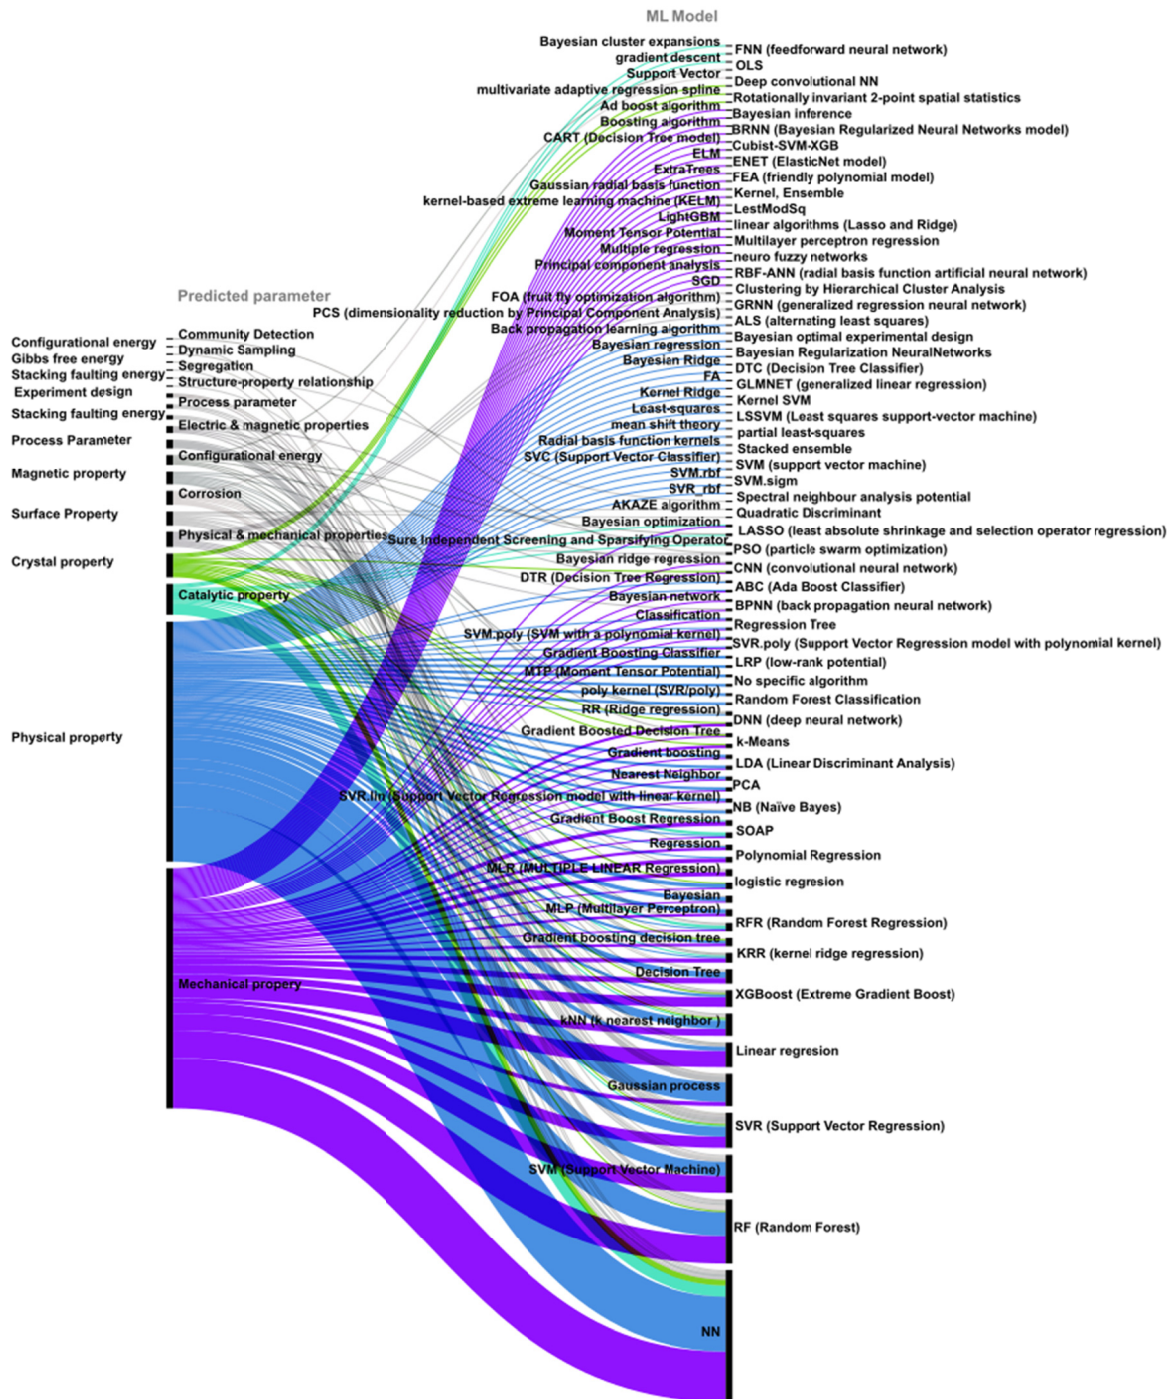 ML Model
Bayesian cluster expansions
FNN (feedforward neural network)
gradient descent
OLS
Support Vector
Deep convolutional NN
multivariate adaptive regression spline
Rotationally invariant 2-point spatial statistics
Ad boost algorithm
Bayesian inference
Boosting algorithm
BRNN (Bayesian Regularized Neural Networks model)
CART (Decision Tree model)
Cubist-SVM-XGB
ELM
ENET (ElasticNet model)
ExtraTrees
FEA (friendly polynomial model)
Gaussian radial basis function
Kernel, Ensemble
kernel-based extreme learning machine (KELM)
LestModSq
LightGBM
linear algorithms (Lasso and Ridge)
Moment Tensor Potential
Multilayer perceptron regression
Multiple regression
neuro fuzzy networks
Principal component analysis
RBF-ANN (radial basis function artificial neural network)
SGD
Clustering by Hierarchical Cluster Analysis
FOA (fruit fly optimization algorithm)
GRNN (generalized regression neural network)
PCS (dimensionality reduction by Principal Component Analysis)
ALS (alternating least squares)
Back propagation learning algorithm
Bayesian optimal experimental design
Bayesian regression
Bayesian Regularization NeuralNetworks
Bayesian Ridge
DTC (Decision Tree Classifier)
FA
GLMNET (generalized linear regression)
Kernel Ridge
Kernel SVM
Least-squares
LSSVM (Least squares support-vector machine)
mean shift theory
partial least-squares
Radial basis function kernels
Stacked ensemble
SVC (Support Vector Classifier)
SVM (support vector machine)
SVM.rbf
SVM.sigm
SVR_rbf
Spectral neighbour analysis potential
AKAZE algorithm
Quadratic Discriminant
Bayesian optimization
LASSO (least absolute shrinkage and selection operator regression)
Sure Independent Screening and Sparsifying Operator
PSO (particle swarm optimization)
Bayesian ridge regression
CNN (convolutional neural network)
DTR (Decision Tree Regression)
ABC (Ada Boost Classifier)
Bayesian network
BPNN (back propagation neural network)
Classification
Regression Tree
SVM.poly (SVM with a polynomial kernel)
SVR.poly (Support Vector Regression model with polynomial kernel)
Gradient Boosting Classifier
LRP (low-rank potential)
MTP (Moment Tensor Potential)
No specific algorithm
poly kernel (SVR/poly)
Random Forest Classification
RR (Ridge regression)
DNN (deep neural network)
Gradient Boosted Decision Tree
k-Means
Gradient boosting
LDA (Linear Discriminant Analysis)
Nearest Neighbor
PCA
SVR.lin (Support Vector Regression model with linear kernel)
NB (Naïve Bayes)
Gradient Boost Regression
SOAP
Regression
Polynomial Regression
MLR (MULTIPLE LINEAR Regression)
logistic regresion
Bayesian
MLP (Multilayer Perceptron)
RFR (Random Forest Regression)
Gradient boosting decision tree
KRR (kernel ridge regression)
Decision Tree
XGBoost (Extreme Gradient Boost)
kNN (k nearest neighbor )
Linear regresion
Gaussian process
SVR (Support Vector Regression)
SVM (Support Vector Machine)
RF (Random Forest)
NN
Predicted parameter
Community Detection
Configurational energy
Dynamic Sampling
Gibbs free energy
Segregation
Stacking faulting energy
Structure-property relationship
Experiment design
Process parameter
Stacking faulting energy
Electric & magnetic properties
Process Parameter
Configurational energy
Magnetic property
Corrosion
Surface Property
Physical & mechanical properties
Crystal property
Catalytic property
Physical property
Mechanical propery